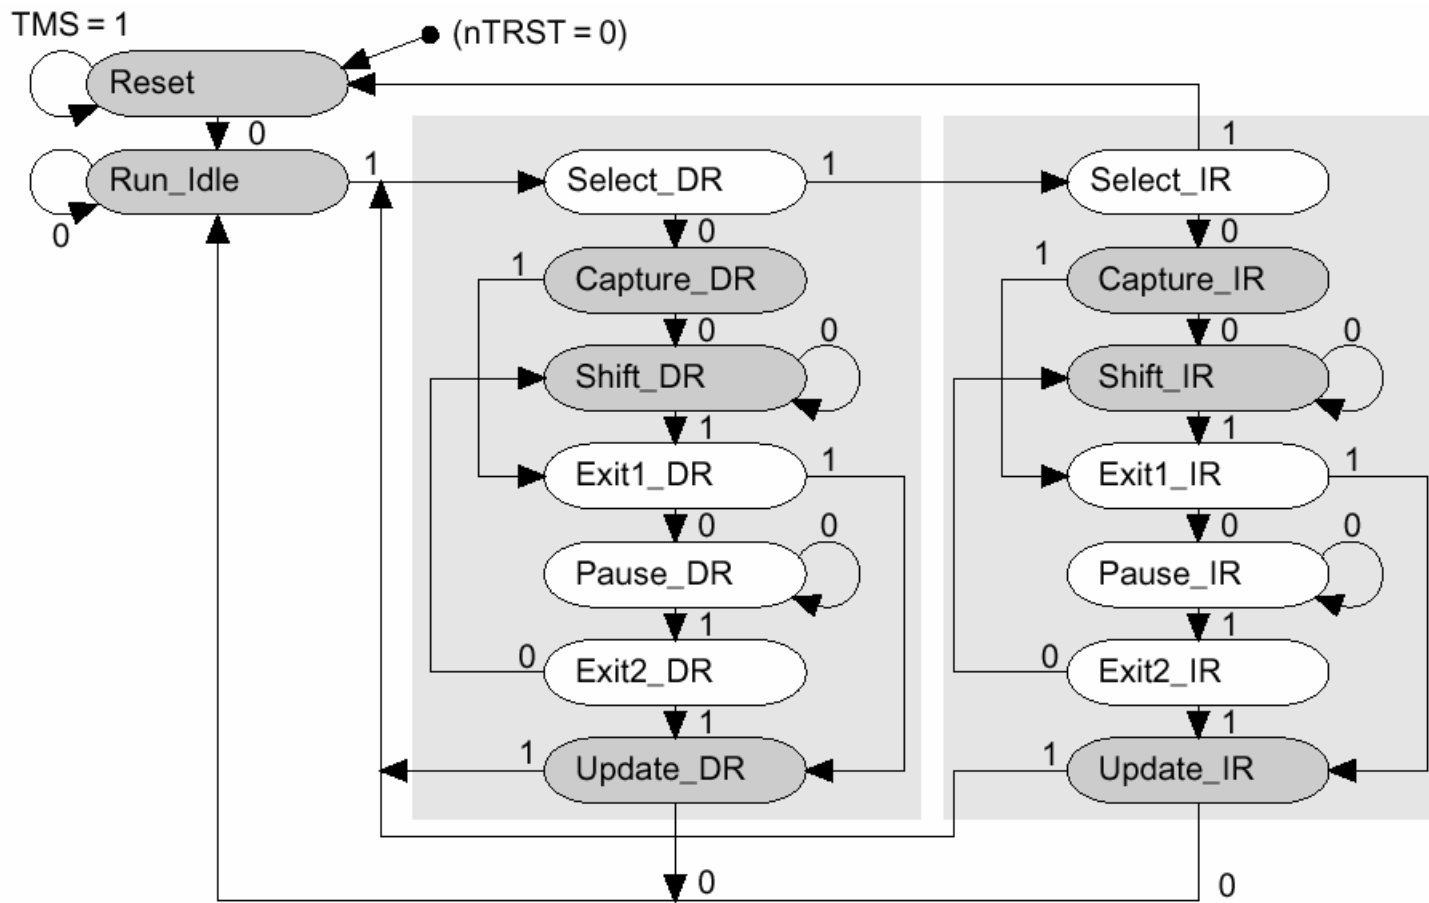 TMS = 1
(nTRST = 0)
Reset
0
1
Run_Idle
1
0
Select_DR
1
Select_IR
0
0
1
Capture_DR
1
Capture_IR
0
0
0
0
Shift_DR
Shift_IR
1
1
Exit1_DR
1
Exit1_IR
1
0
0
0
0
Pause_DR
Pause_IR
1
1
0
Exit2_DR
0
Exit2_IR
1
1
1
Update_DR
1
Update_IR
0
0